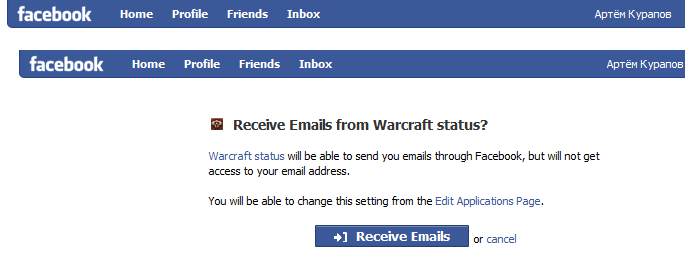 facebook Home Profile Friends Inbox Артём Курапов
facebook Home Profile Friends Inbox Артём Курапов
Receive Emails from Warcraft status?
Warcraft status will be able to send you emails through Facebook, but will not get
access to your email address.
You will be able to change this setting from the Edit Applications Page.
Receive Emails or cancel